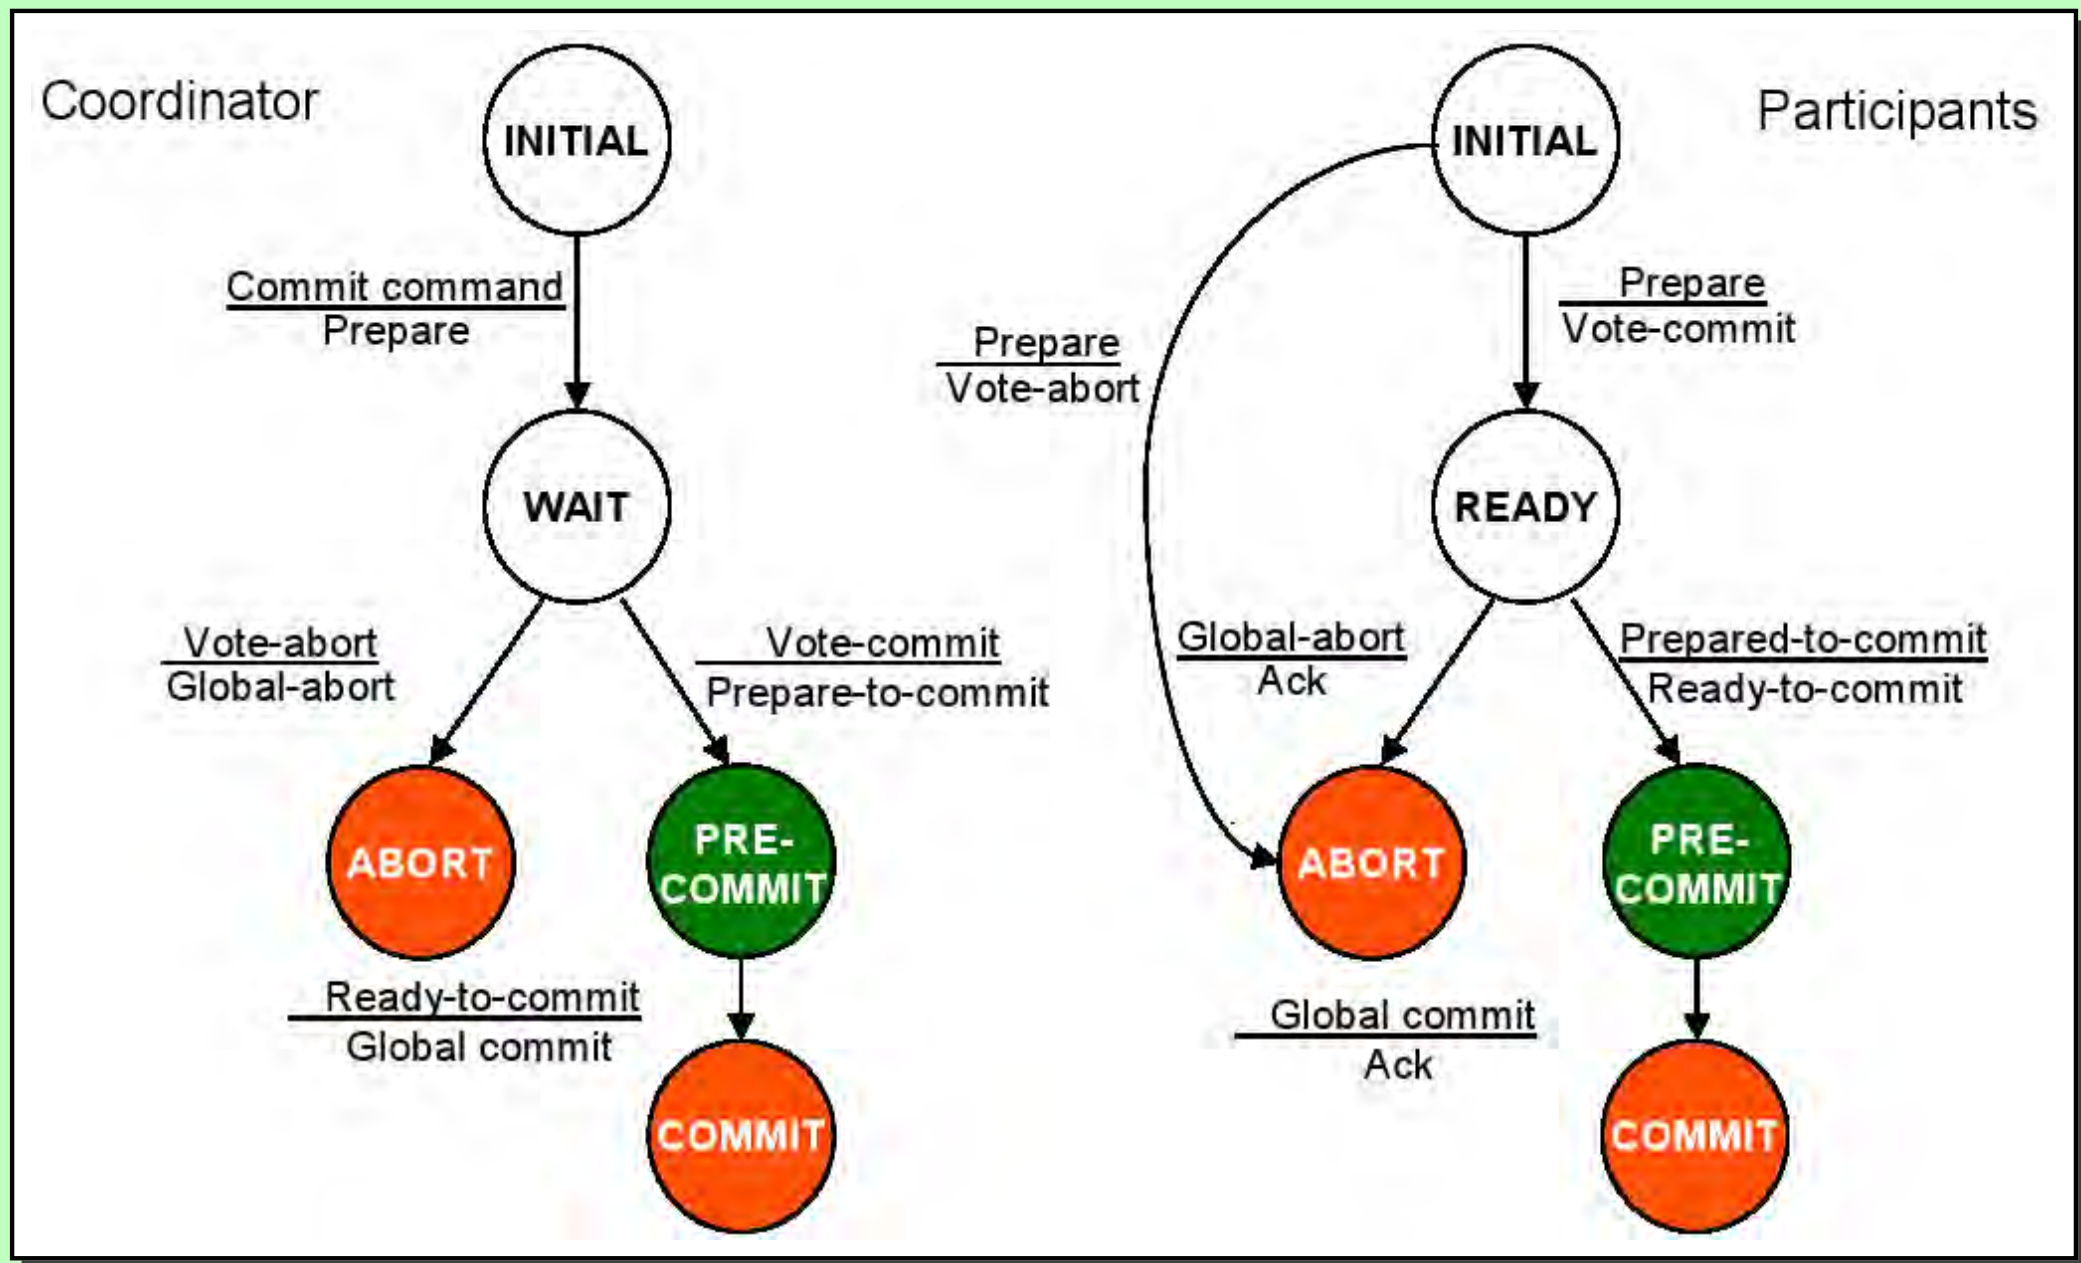 Coordinator
INITIAL
Commit command
Prepare
WAIT
Vote-abort
Global-abort
Vote-commit
Prepare-to-commit
ABORT
PRE-
COMMIT
Ready-to-commit
Global commit
COMMIT
Participants
INITIAL
Prepare
Vote-commit
Prepare
Vote-abort
READY
Global-abort
Ack
Prepared-to-commit
Ready-to-commit
ABORT
PRE-
COMMIT
Global commit
Ack
COMMIT